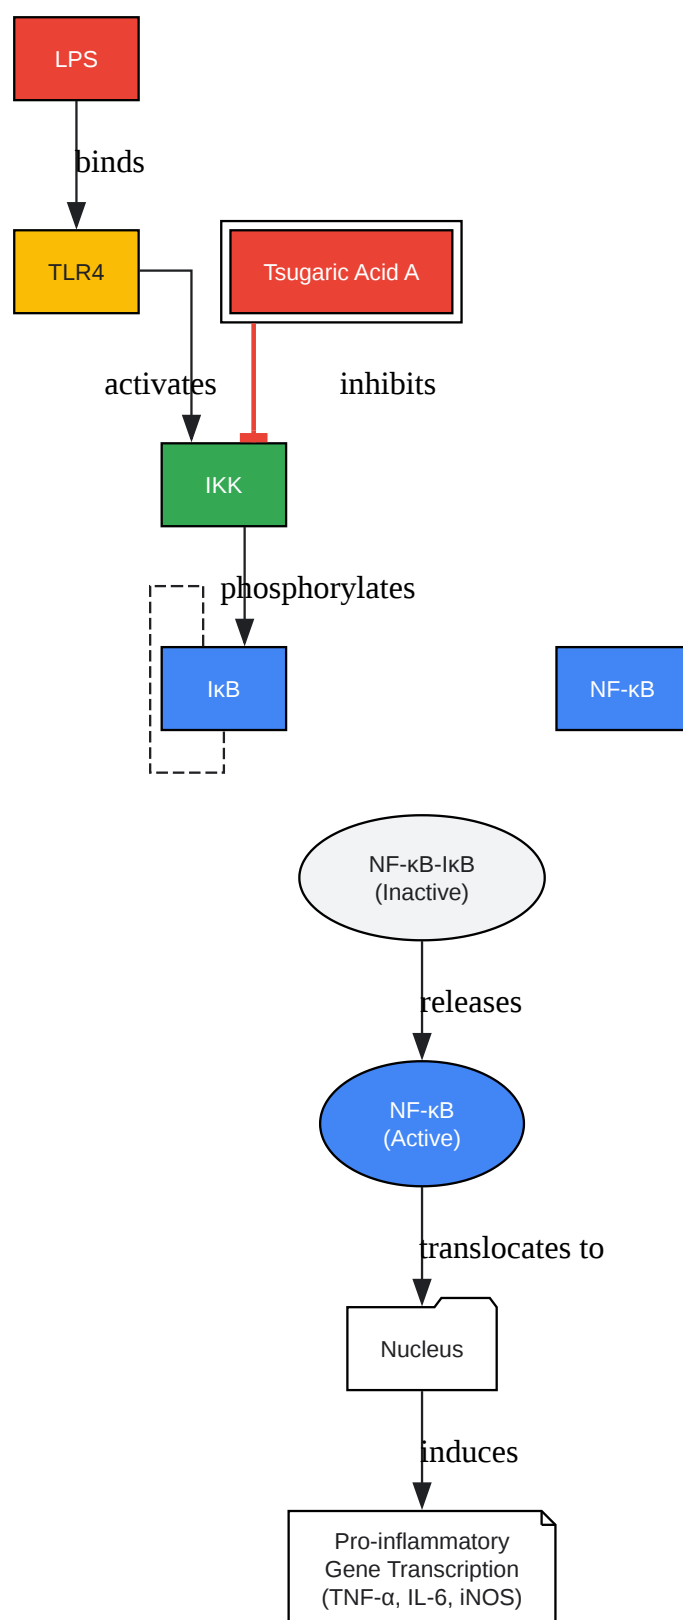 LPS
binds
TLR4
Tsugaric Acid A
activates
inhibits
IKK
phosphorylates
IκB
NF-κB
NF-κB-IκB
(Inactive)
releases
NF-κB
(Active)
translocates to
Nucleus
induces
Pro-inflammatory
Gene Transcription
(TNF-α, IL-6, iNOS)